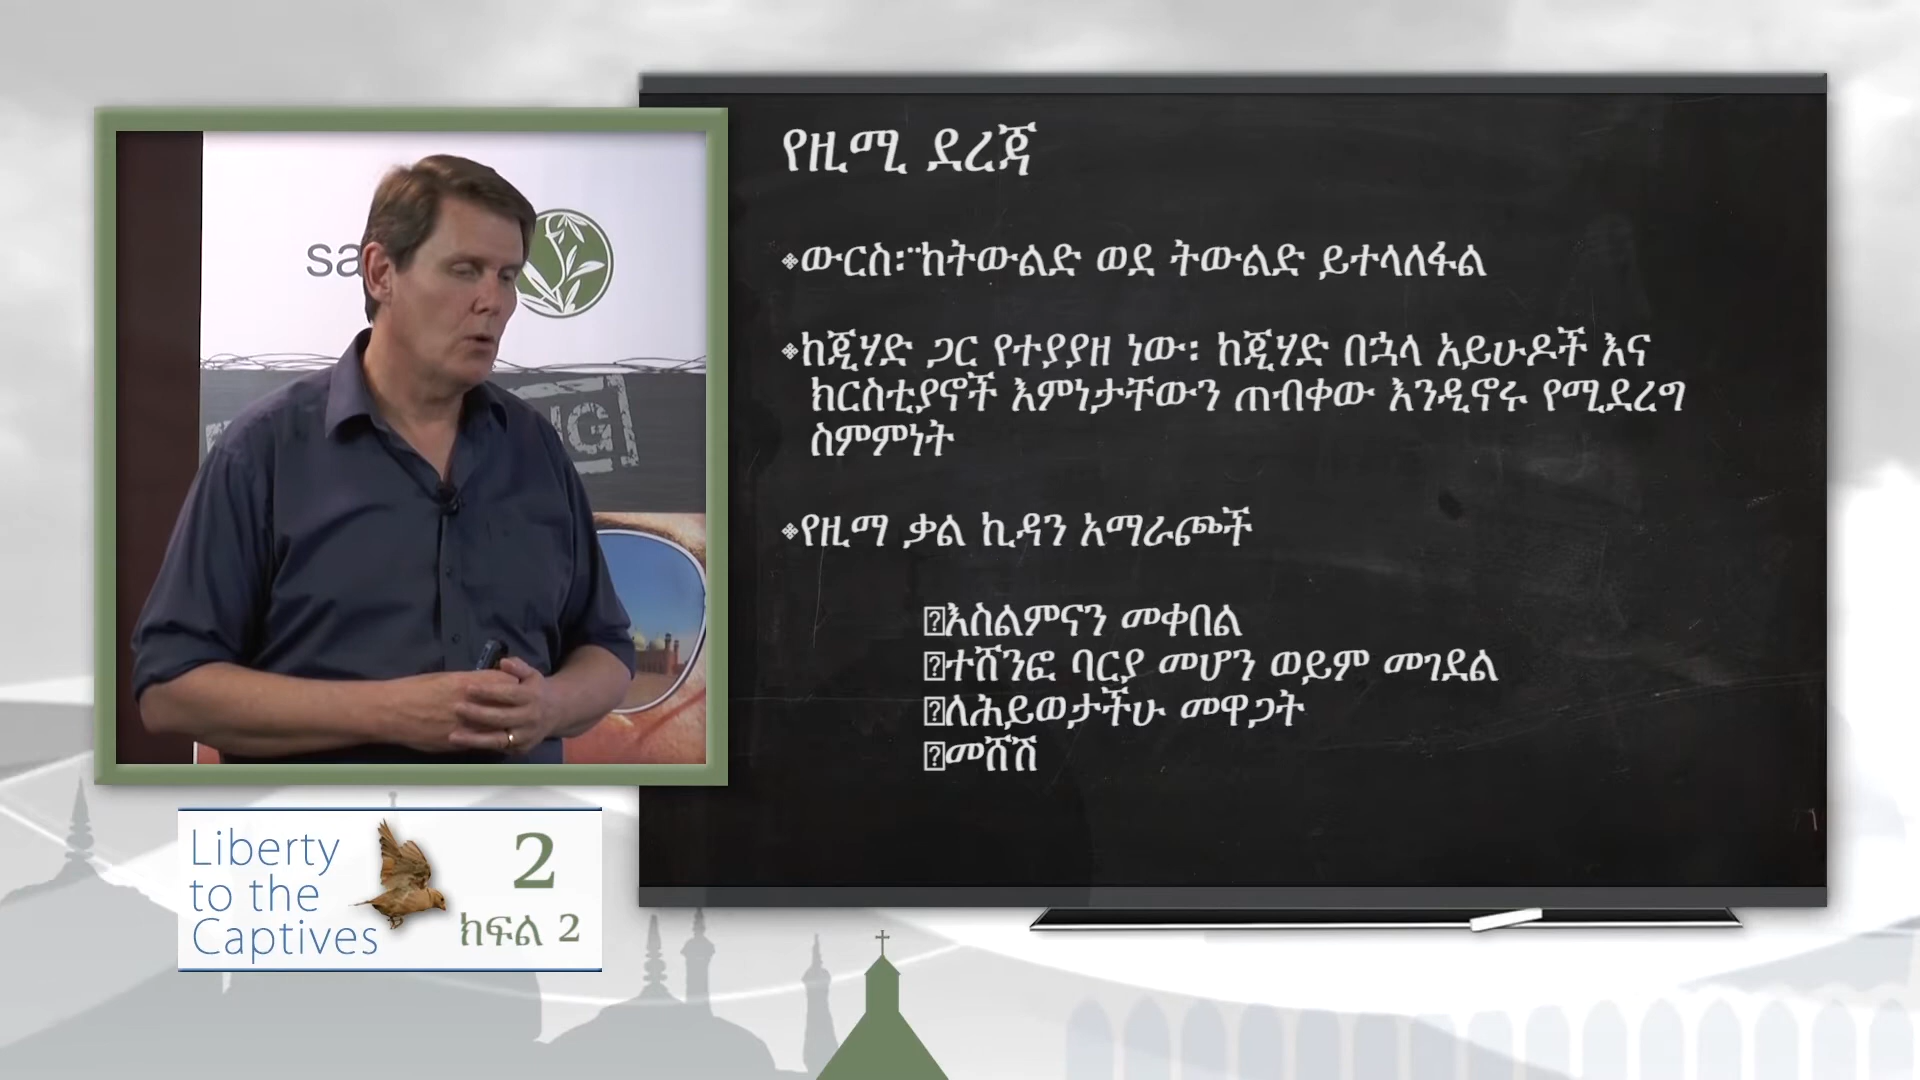 የዚሚ ደረጃ
ውርስ፡¨ከትውልድ ወደ ትውልድ ይተላለፋል
ከጂሃድ ጋር የተያያዘ ነው፡ ከጂሃድ በኋላ አይሁዶች እና
ክርስቲያኖች እምነታቸውን ጠብቀው እንዲኖሩ የሚደረግ
ስምምነት
የዚማ ቃል ኪዳን አማራጮች
እስልምናን መቀበል
ተሸንፎ ባርያ መሆን ወይም መገደል
ለሕይወታችሁ መዋጋት
መሸሽ
sa
NG
Liberty
to the
Captives
2
ክፍል 2